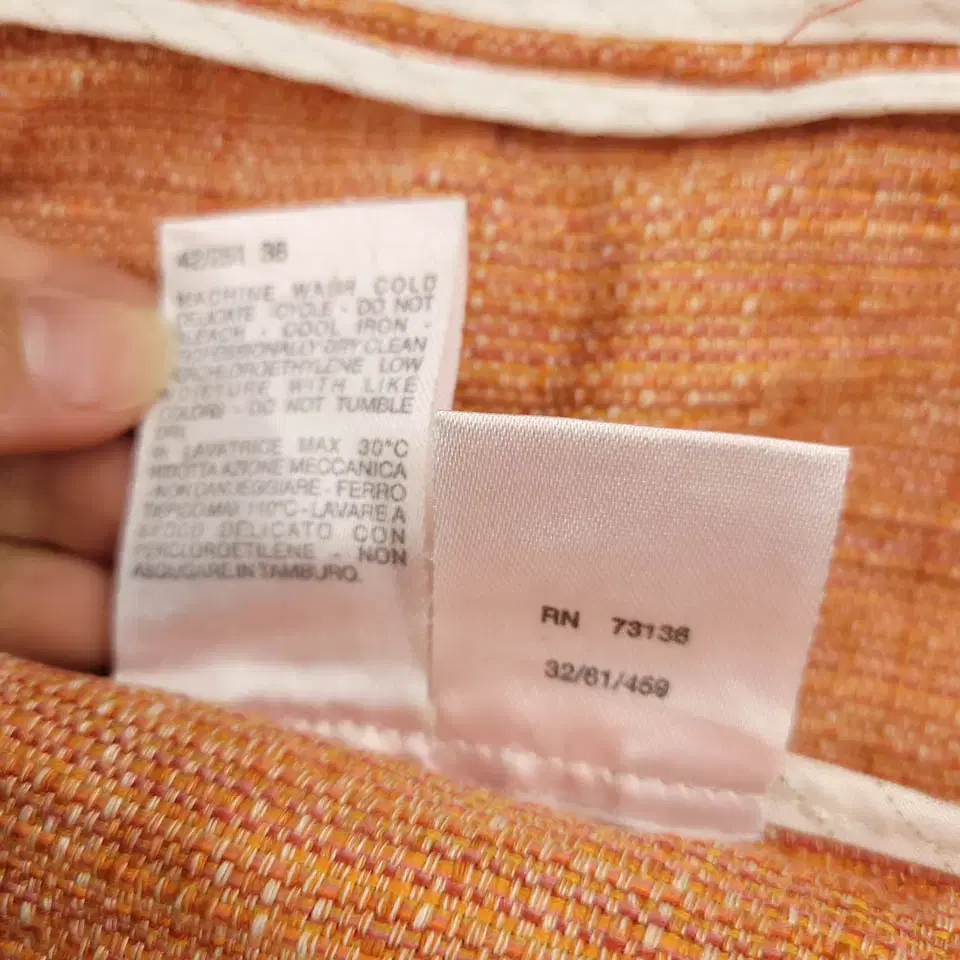 42/251 36
MACHINE WASH COLD
DELICATE CYCLE - DO NOT
BLEACH - COOL IRON -
PROFESSIONALLY DRY CLEAN
PERCHLOROETHYLENE LOW
MOISTURE WITH LIKE
COLORS - DO NOT TUMBLE
DRY.
IN LAVATRICE MAX 30°C
RIDOTTA AZIONE MECCANICA
- NON CANDEGGIARE - FERRO
TIEPIDO MAX 110°C - LAVARE A
SECCO DELICATO CON
PERCLOROETILENE - NON
ASCIUGARE IN TAMBURO.
RN 73136
32/61/459